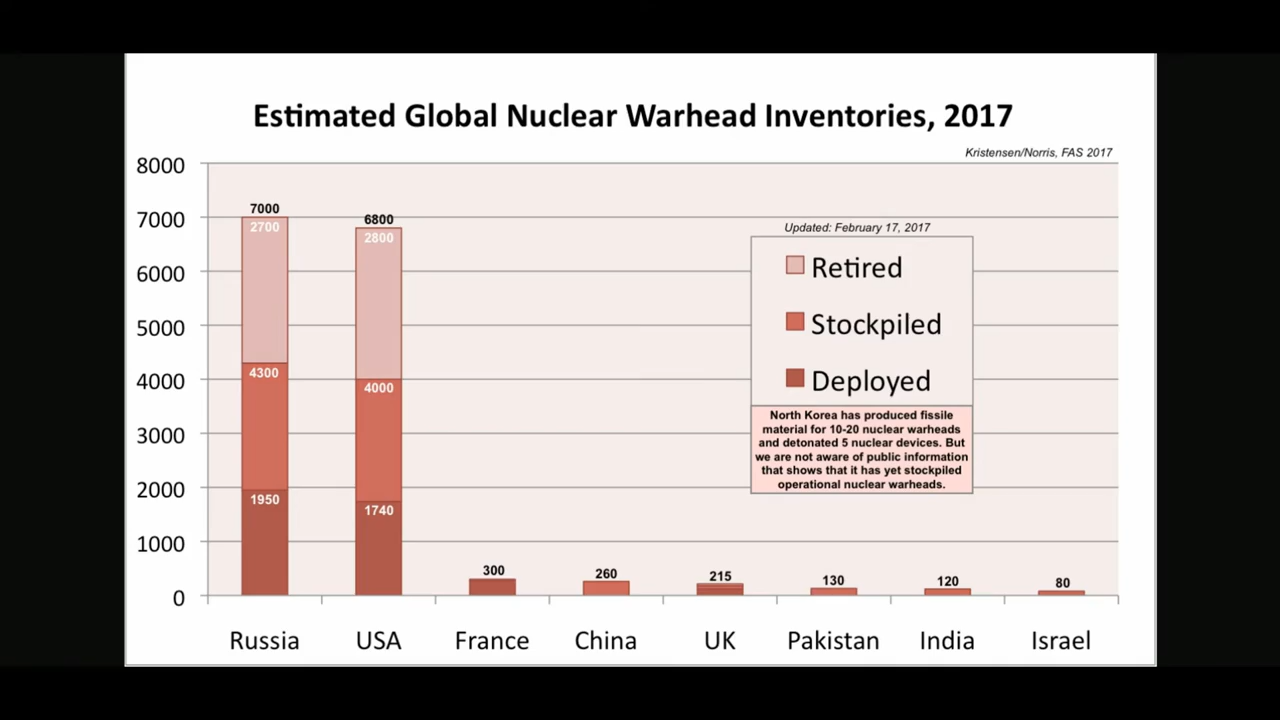 Estimated Global Nuclear Warhead Inventories, 2017
Kristensen/Norris, FAS 2017
8000
7000
6000
5000
4000
3000
2000
1000
0
7000
2700
4300
1950
6800
2800
4000
1740
300
260
215
130
120
80
Updated: February 17, 2017
Retired
Stockpiled
Deployed
North Korea has produced fissile
material for 10-20 nuclear warheads
and detonated 5 nuclear devices. But
we are not aware of public information
that shows that it has yet stockpiled
operational nuclear warheads.
Russia USA France China UK Pakistan India Israel